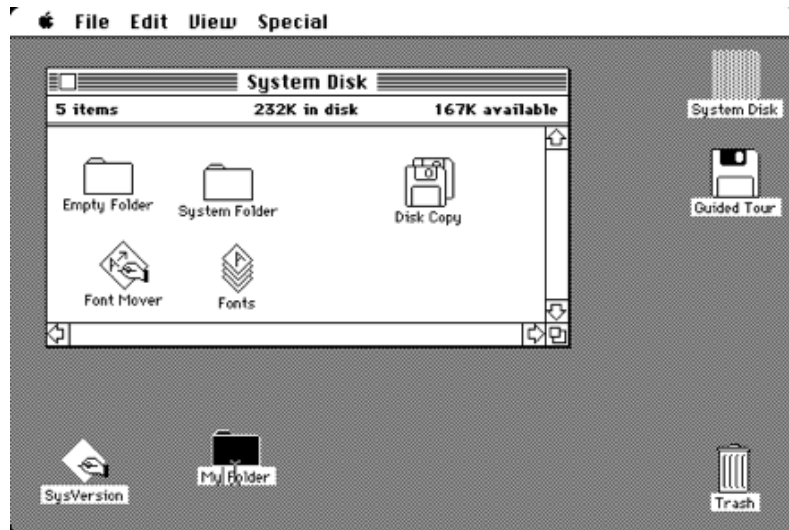 File Edit View Special
System Disk
5 items 232K in disk 167K available
Empty Folder System Folder Disk Copy
Font Mover Fonts
System Disk
Guided Tour
SysVersion My Folder Trash